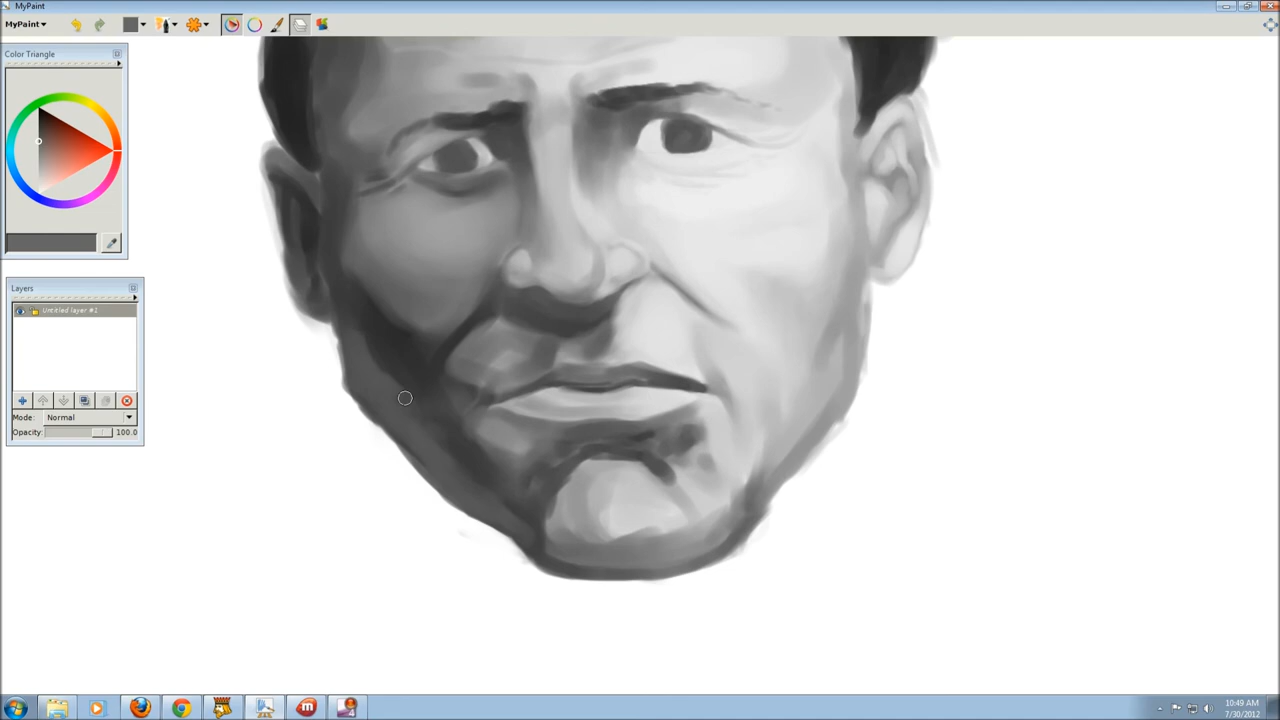 MyPaint
MyPaint
Color Triangle
Layers
Untitled layer #1
Mode: Normal
Opacity: 100.0
10:49 AM
7/30/2012